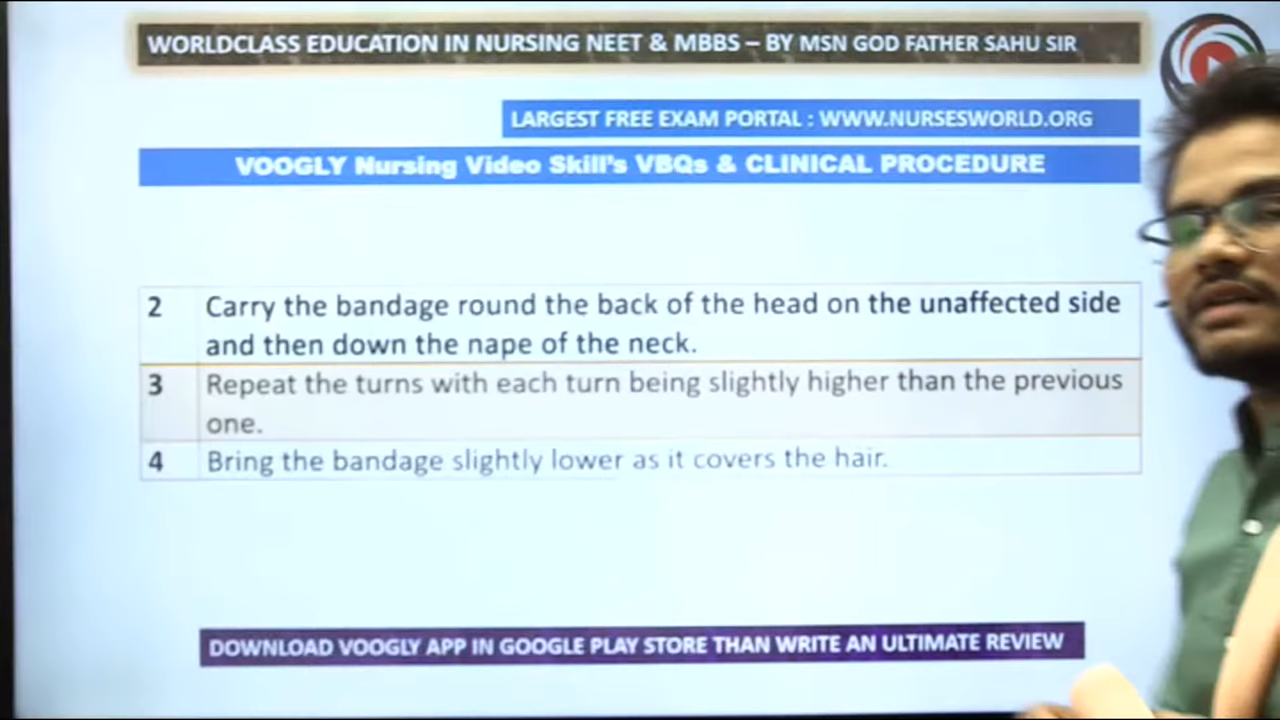 WORLDCLASS EDUCATION IN NURSING NEET & MBBS – BY MSN GOD FATHER SAHU SIR
LARGEST FREE EXAM PORTAL : WWW.NURSESWORLD.ORG
VOOGLY Nursing Video Skill's VBQs & CLINICAL PROCEDURE
2 Carry the bandage round the back of the head on the unaffected side
and then down the nape of the neck.
3 Repeat the turns with each turn being slightly higher than the previous
one.
4 Bring the bandage slightly lower as it covers the hair.
DOWNLOAD VOOGLY APP IN GOOGLE PLAY STORE THAN WRITE AN ULTIMATE REVIEW